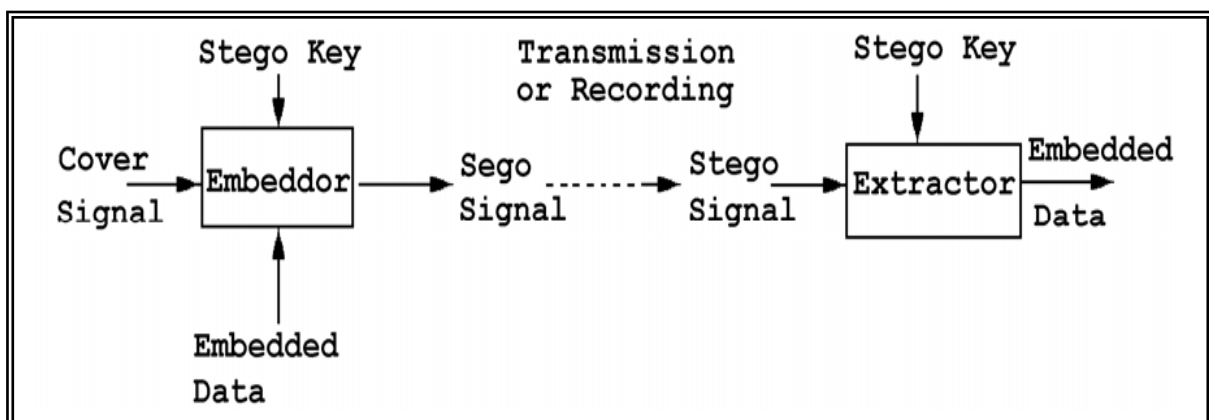 Stego Key
Transmission
or Recording
Stego Key
Cover
Signal
Embeddor
Sego
Signal
Stego
Signal
Extractor
Embedded
Data
Embedded
Data